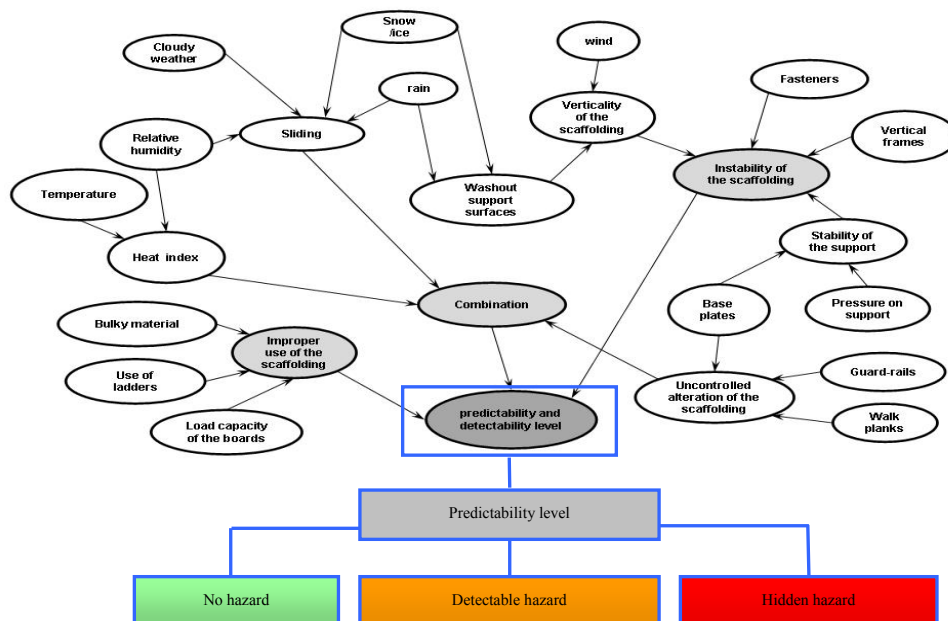 Snow
/ice
Cloudy
weather
wind
rain
Fasteners
Verticality
of the
scaffolding
Relative
humidity
Sliding
Vertical
frames
Instability of
the scaffolding
Temperature
Washout
support
surfaces
Stability of
the support
Heat index
Combination
Base
plates
Pressure on
support
Bulky material
Improper
use of the
scaffolding
Use of
ladders
Guard-rails
Uncontrolled
alteration of the
scaffolding
predictability and
detectability level
Load capacity
of the boards
Walk
planks
Predictability level
No hazard
Detectable hazard
Hidden hazard